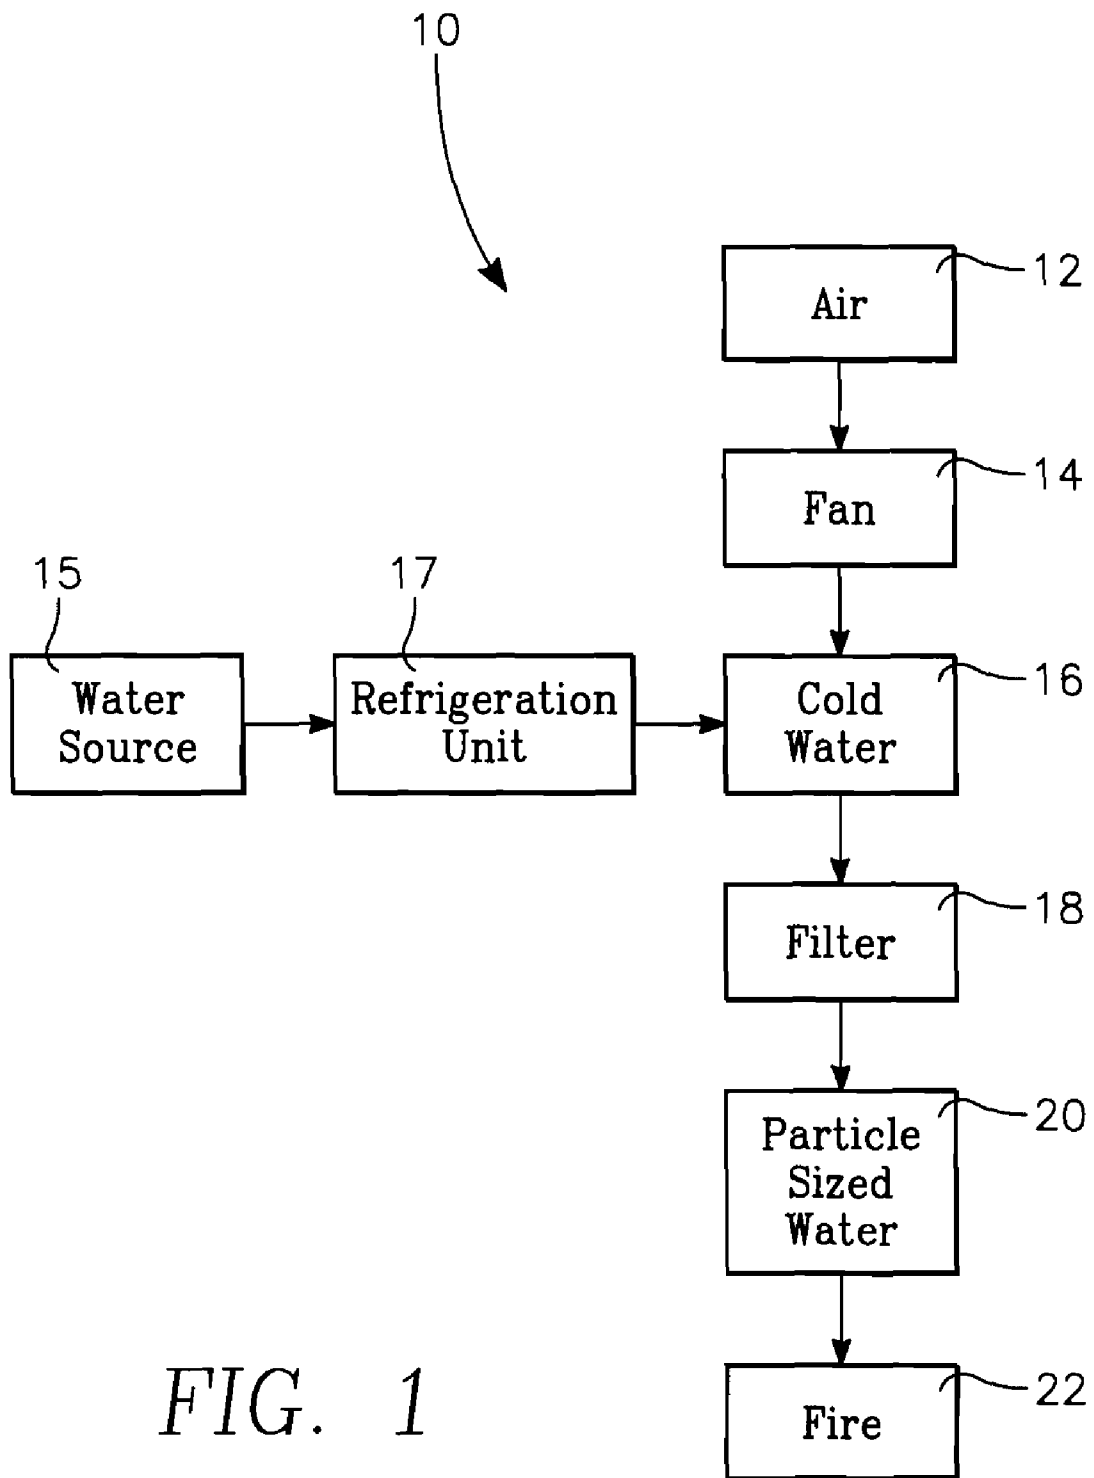 10
12
Air
14
Fan
15
17
16
Water
Source
Refrigeration
Unit
Cold
Water
18
Filter
20
Particle
Sized
Water
22
Fire
FIG. 1